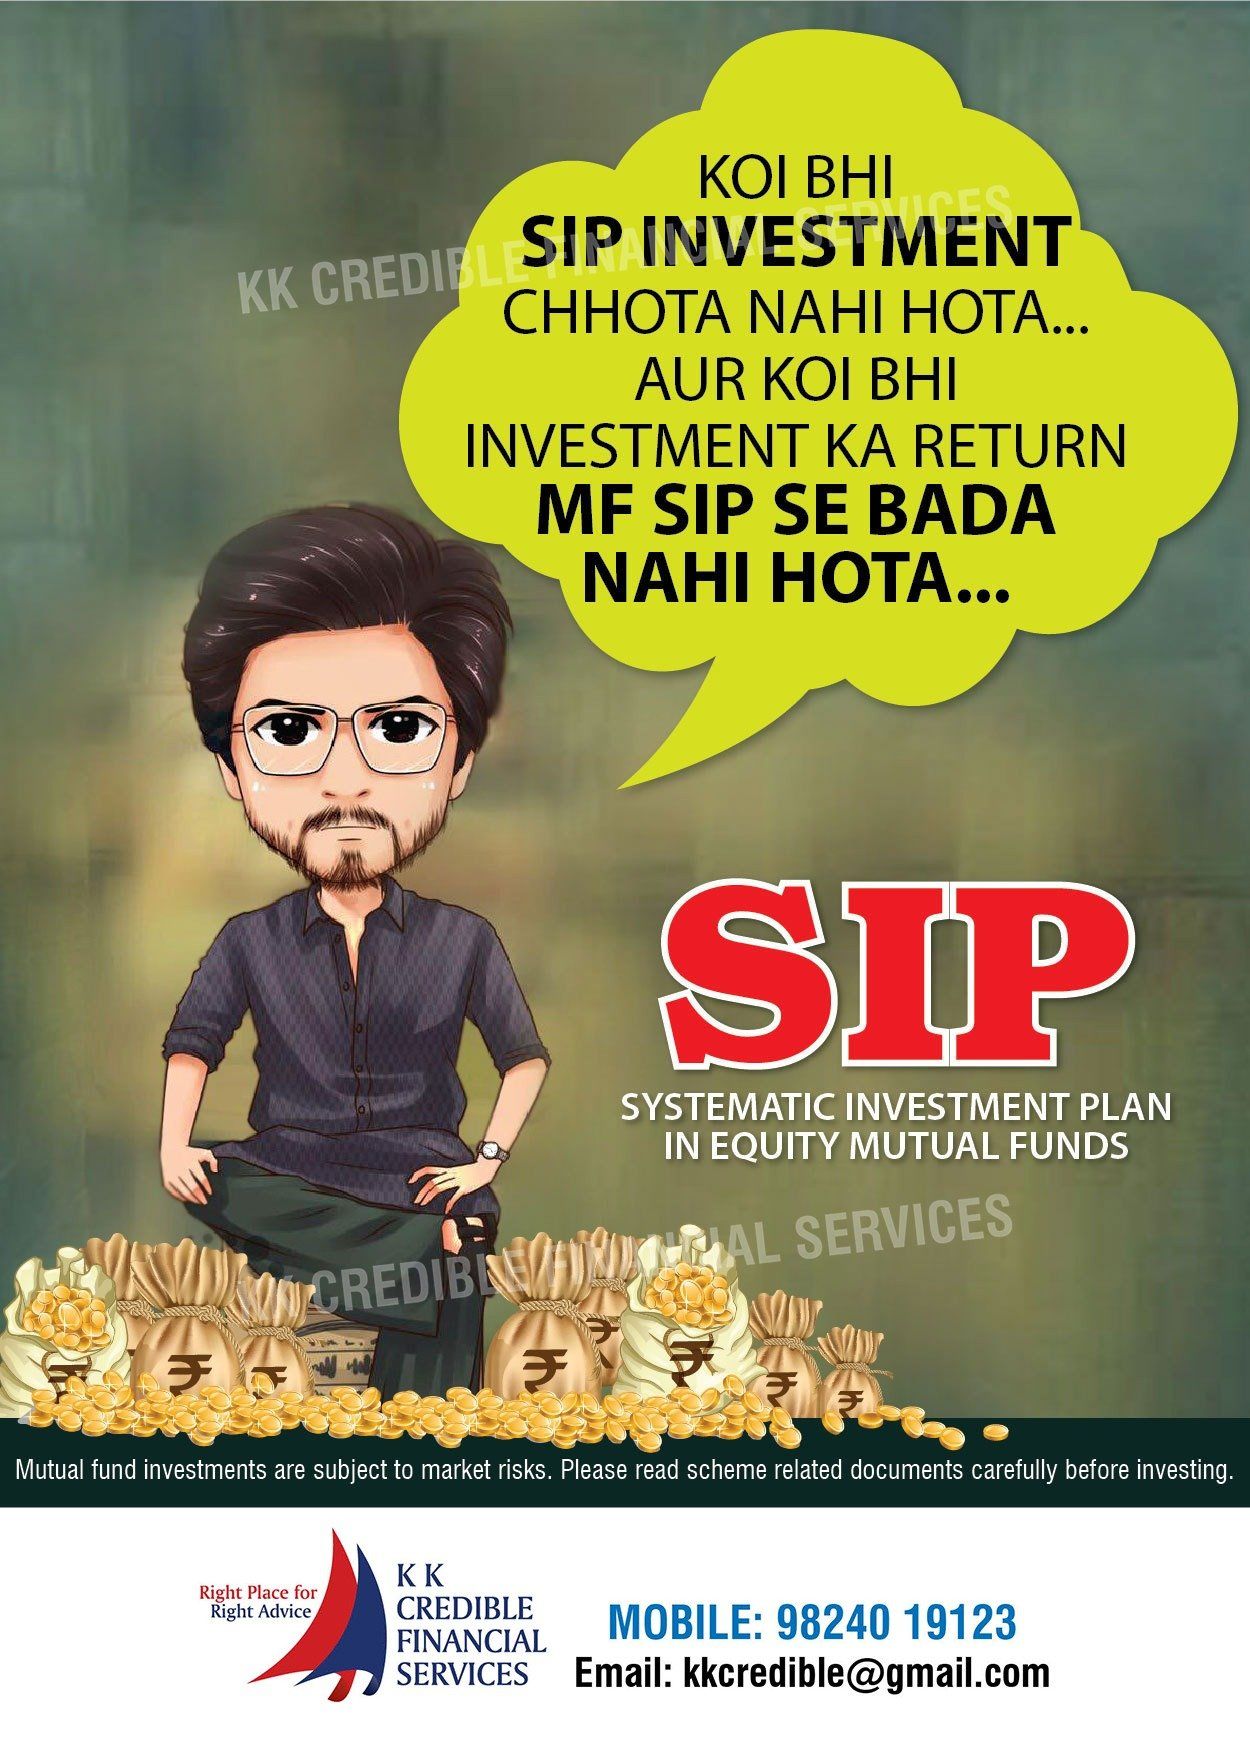 KOI BHI
SIP INVESTMENT
CHHOTA NAHI HOTA...
AUR KOI BHI
INVESTMENT KA RETURN
MF SIP SE BADA
NAHI HOTA...
KK CREDIBLE FINANCIAL SERVICES
SIP
SYSTEMATIC INVESTMENT PLAN
IN EQUITY MUTUAL FUNDS
KK CREDIBLE FINANCIAL SERVICES
₹ ₹ ₹ ₹ ₹ ₹ ₹ ₹
Mutual fund investments are subject to market risks. Please read scheme related documents carefully before investing.
Right Place for
Right Advice
K K
CREDIBLE
FINANCIAL
SERVICES
MOBILE: 98240 19123
Email: kkcredible@gmail.com